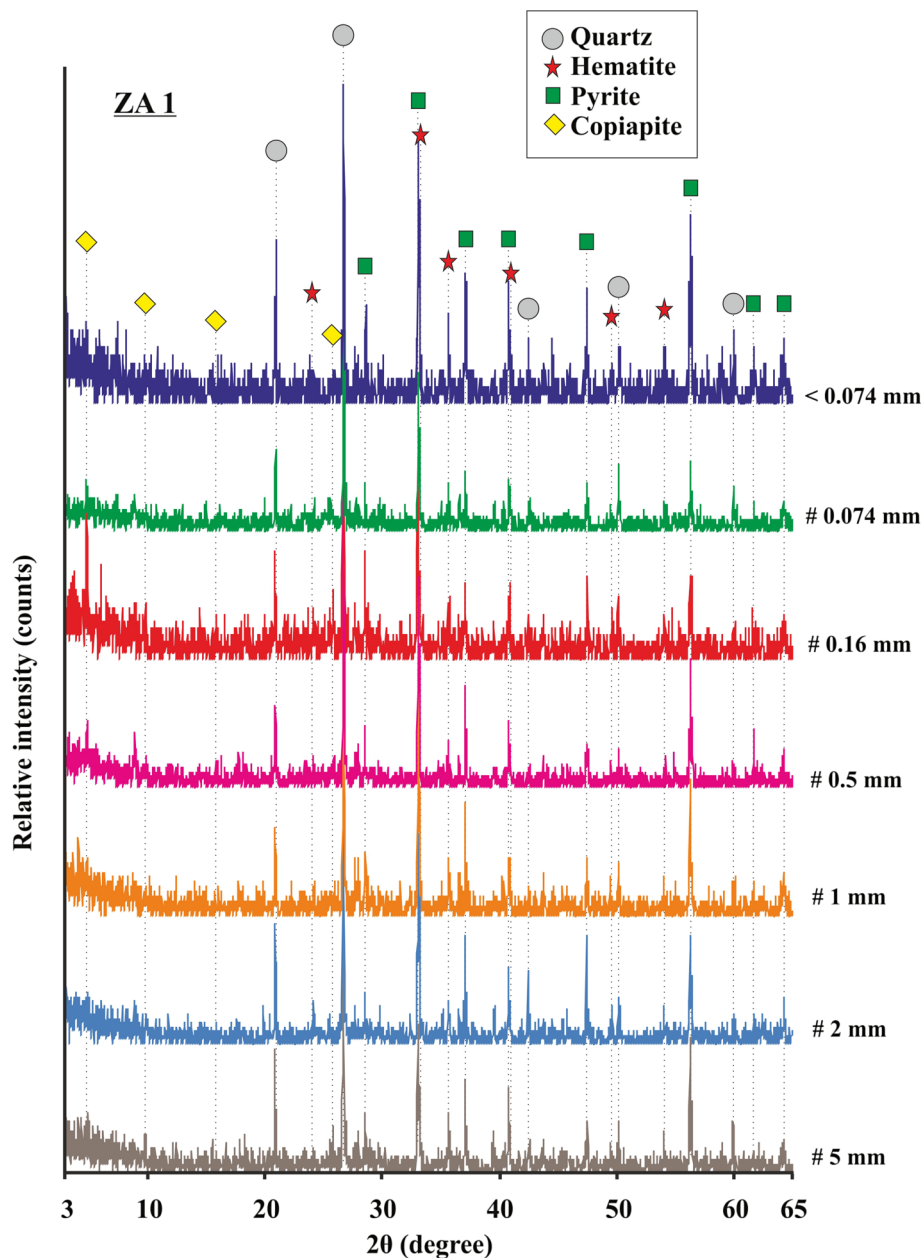 Quartz
Hematite
Pyrite
Copiapite
ZA 1
< 0.074 mm
# 0.074 mm
# 0.16 mm
# 0.5 mm
# 1 mm
# 2 mm
# 5 mm
Relative intensity (counts)
3 10 20 30 40 50 60 65
2θ (degree)